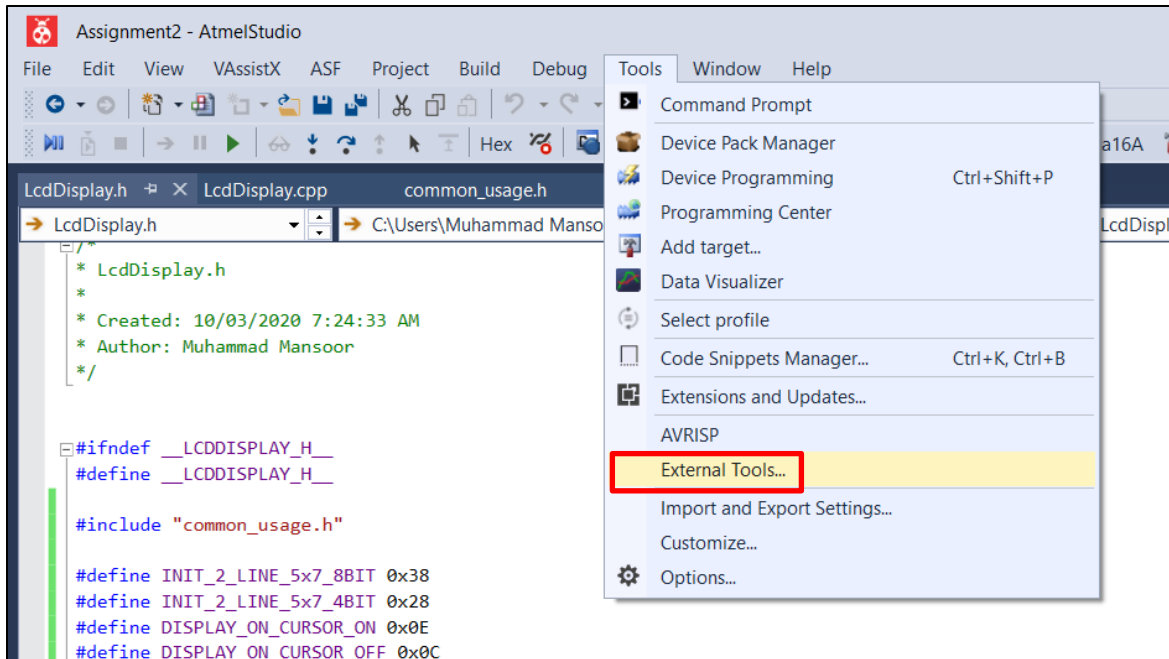 Assignment2 - AtmelStudio
File Edit View VAssistX ASF Project Build Debug Tools Window Help
Hex
a16A
Command Prompt
Device Pack Manager
Device Programming Ctrl+Shift+P
Programming Center
Add target...
Data Visualizer
Select profile
Code Snippets Manager... Ctrl+K, Ctrl+B
Extensions and Updates...
AVRISP
External Tools...
Import and Export Settings...
Customize...
Options...
LcdDisplay.h LcdDisplay.cpp common_usage.h
LcdDisplay.h C:\Users\Muhammad Manso LcdDispl
/*
* LcdDisplay.h
*
* Created: 10/03/2020 7:24:33 AM
* Author: Muhammad Mansoor
*/
#ifndef __LCDDISPLAY_H__
#define __LCDDISPLAY_H__
#include "common_usage.h"
#define INIT_2_LINE_5x7_8BIT 0x38
#define INIT_2_LINE_5x7_4BIT 0x28
#define DISPLAY_ON_CURSOR_ON 0x0E
#define DISPLAY_ON_CURSOR_OFF 0x0C